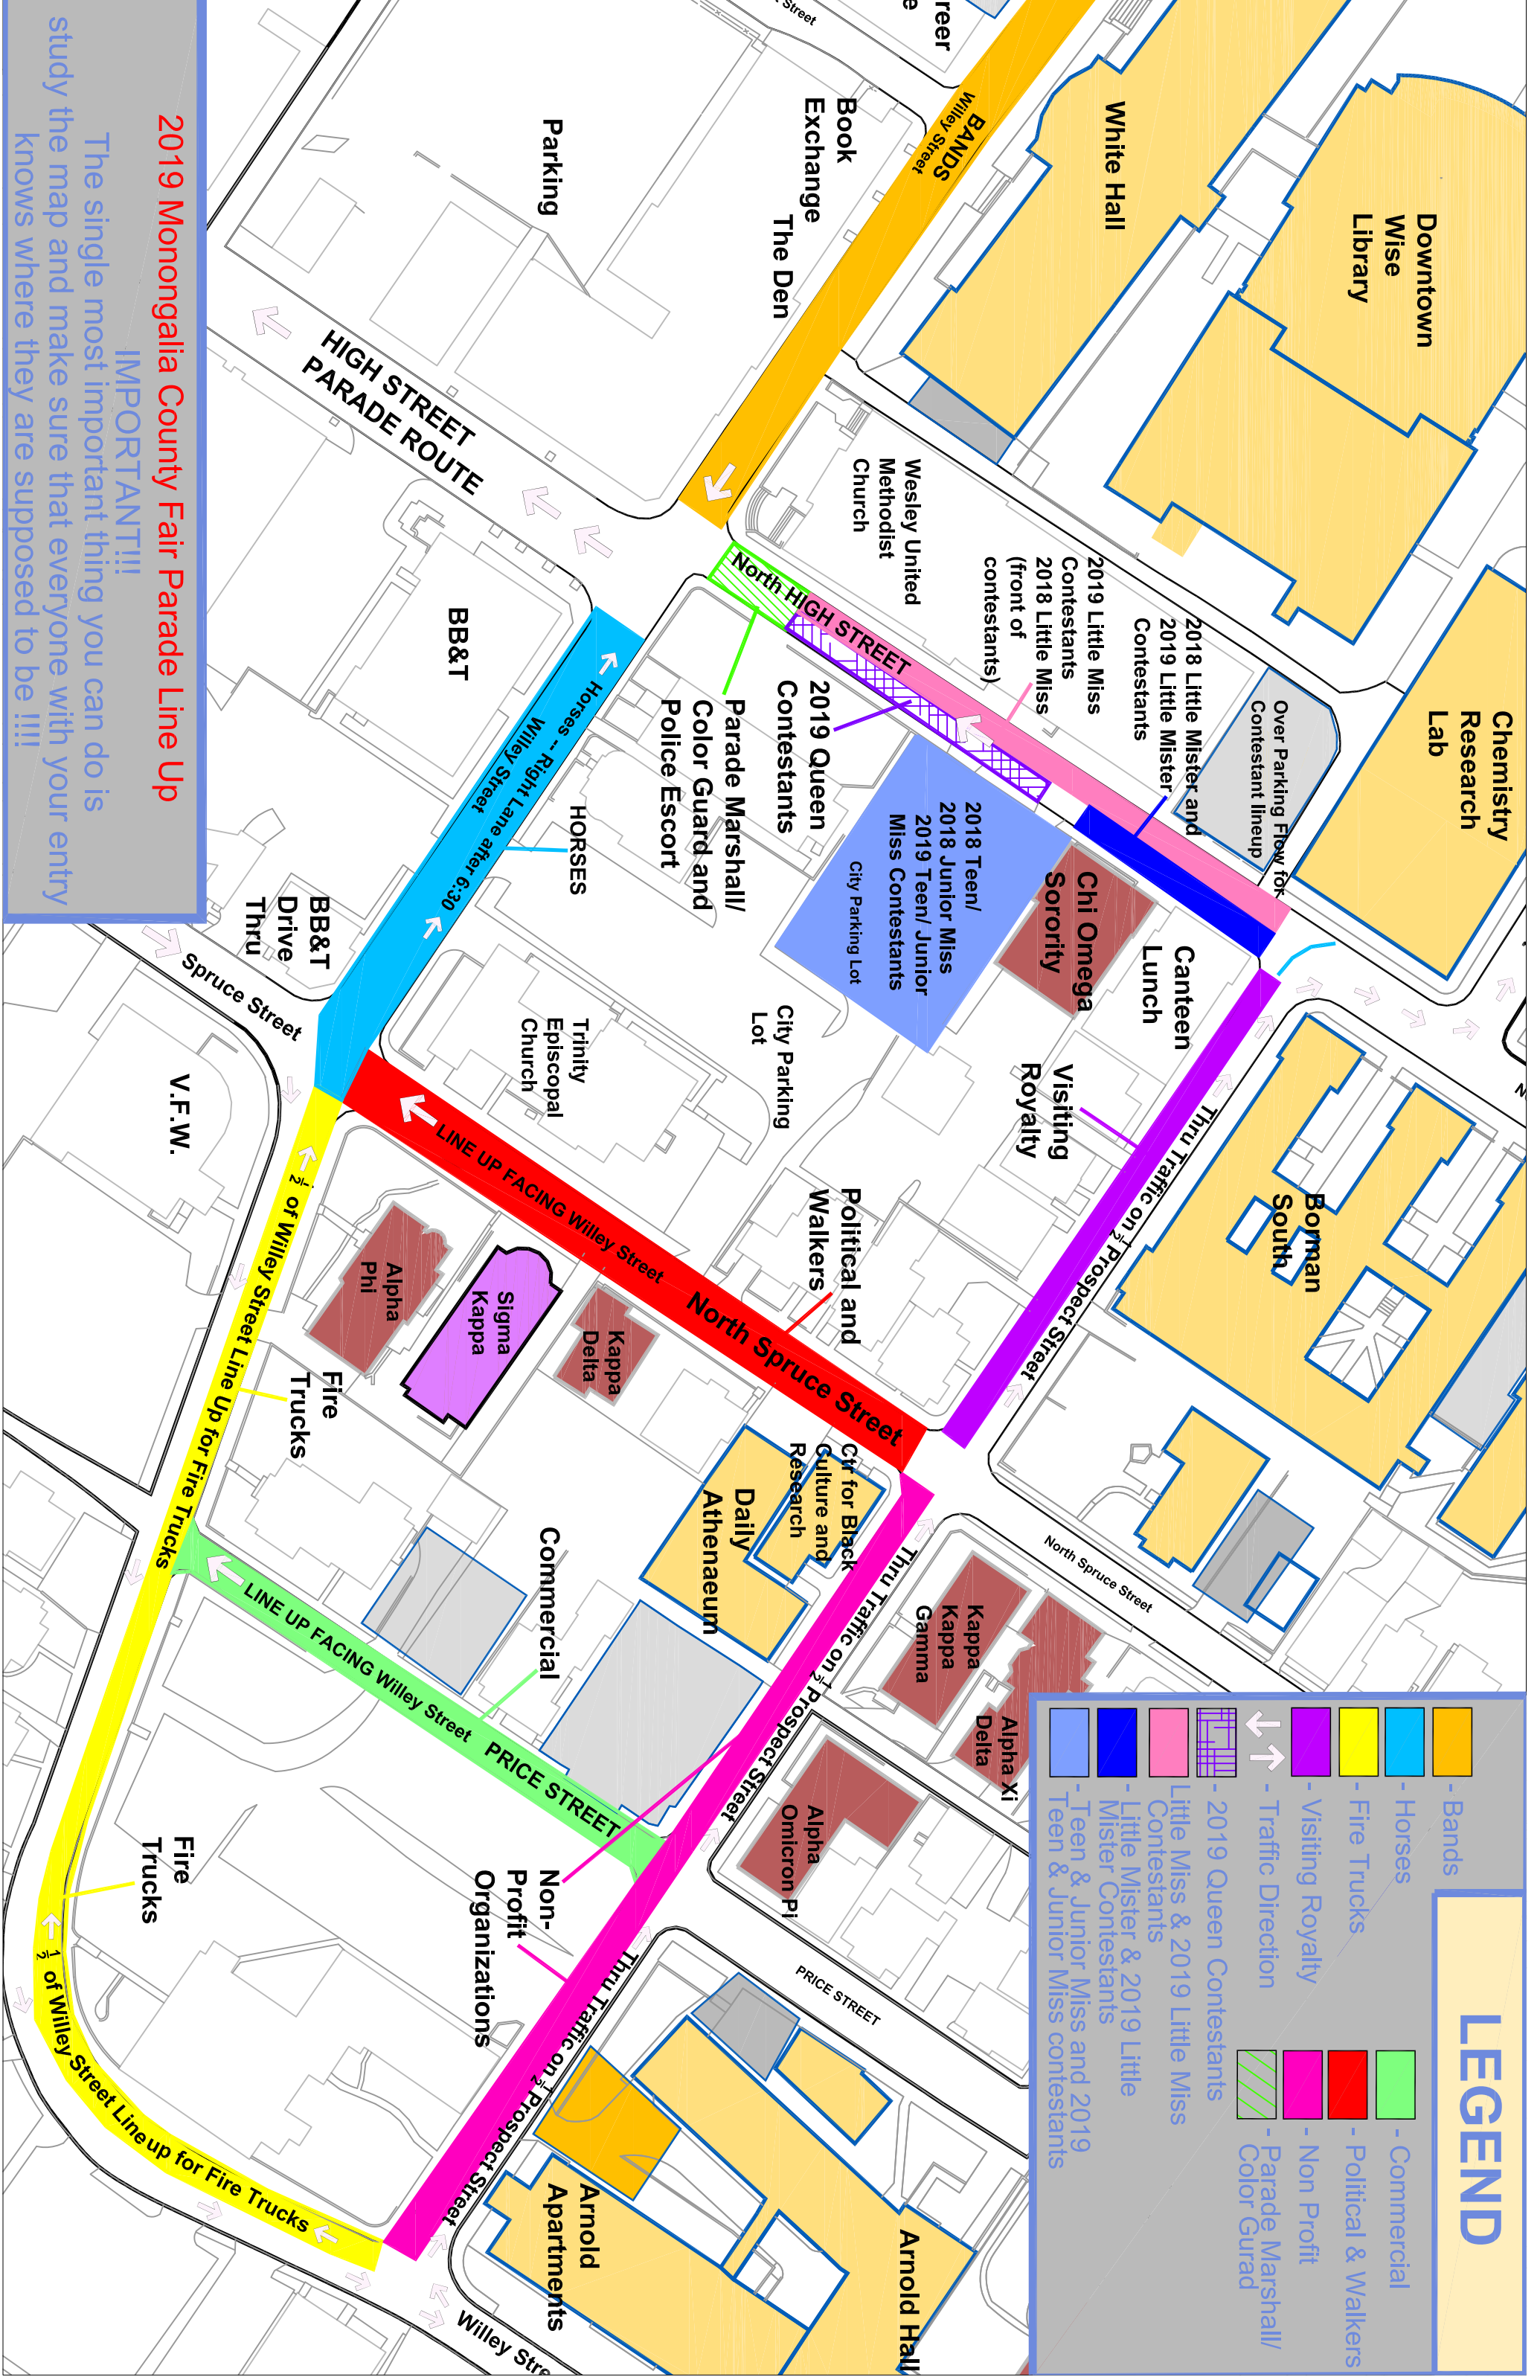 2019 Monongalia County Fair Parade Line Up
IMPORTANT!!!
The single most important thing you can do is
study the map and make sure that everyone with your entry
knows where they are supposed to be !!!!
LEGEND
- Bands
- Horses
- Fire Trucks
- Visiting Royalty
- Traffic Direction
- 2019 Queen Contestants
Little Miss & 2019 Little Miss
Contestants
- Little Mister & 2019 Little
Mister Contestants
- Teen & Junior Miss and 2019
Teen & Junior Miss contestants
- Commercial
- Political & Walkers
- Non Profit
- Parade Marshall/
Color Gurad
Downtown
Wise
Library
White Hall
Chemistry
Research
Lab
BANDS
Willey Street
Book
Exchange
The Den
Parking
Street
HIGH STREET
PARADE ROUTE
Wesley United
Methodist
Church
North HIGH STREET
2019 Little Miss
Contestants
2018 Little Miss
(front of
contestants)
2018 Little Mister and
2019 Little Mister
Contestants
Over Parking Flow for
Contestant lineup
BB&T
2019 Queen
Contestants
Parade Marshall/
Color Guard and
Police Escort
2018 Teen/
2018 Junior Miss
2019 Teen/ Junior
Miss Contestants
City Parking Lot
Chi Omega
Sorority
Canteen
Lunch
Horses -- Right Lane after 6:30
Willey Street
HORSES
BB&T
Drive
Thru
Spruce Street
V.F.W.
Trinity
Episcopal
Church
City Parking
Lot
Visiting
Royalty
Thru Traffic on ½ Prospect Street
Borman
South
LINE UP FACING Willey Street
North Spruce Street
Political and
Walkers
Alpha
Phi
Sigma
Kappa
Kappa
Delta
½ of Willey Street Line Up for Fire Trucks
Fire
Trucks
Ctr for Black
Culture and
Research
Daily
Athenaeum
North Spruce Street
Kappa
Kappa
Gamma
Alpha Xi
Delta
Thru Traffic on ½ Prospect Street
Commercial
LINE UP FACING Willey Street
PRICE STREET
Alpha
Omicron Pi
Non-
Profit
Organizations
PRICE STREET
Fire
Trucks
Thru Traffic on ½ Prospect Street
½ of Willey Street Line up for Fire Trucks
Arnold
Apartments
Arnold Hall
Willey Stre